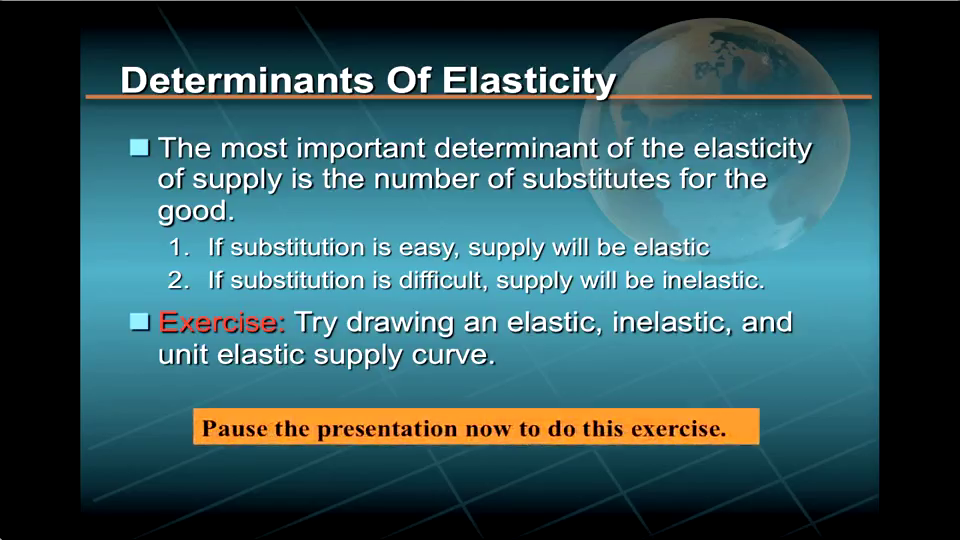 Determinants Of Elasticity
The most important determinant of the elasticity
of supply is the number of substitutes for the
good.
1. If substitution is easy, supply will be elastic
2. If substitution is difficult, supply will be inelastic.
Exercise: Try drawing an elastic, inelastic, and
unit elastic supply curve.
Pause the presentation now to do this exercise.